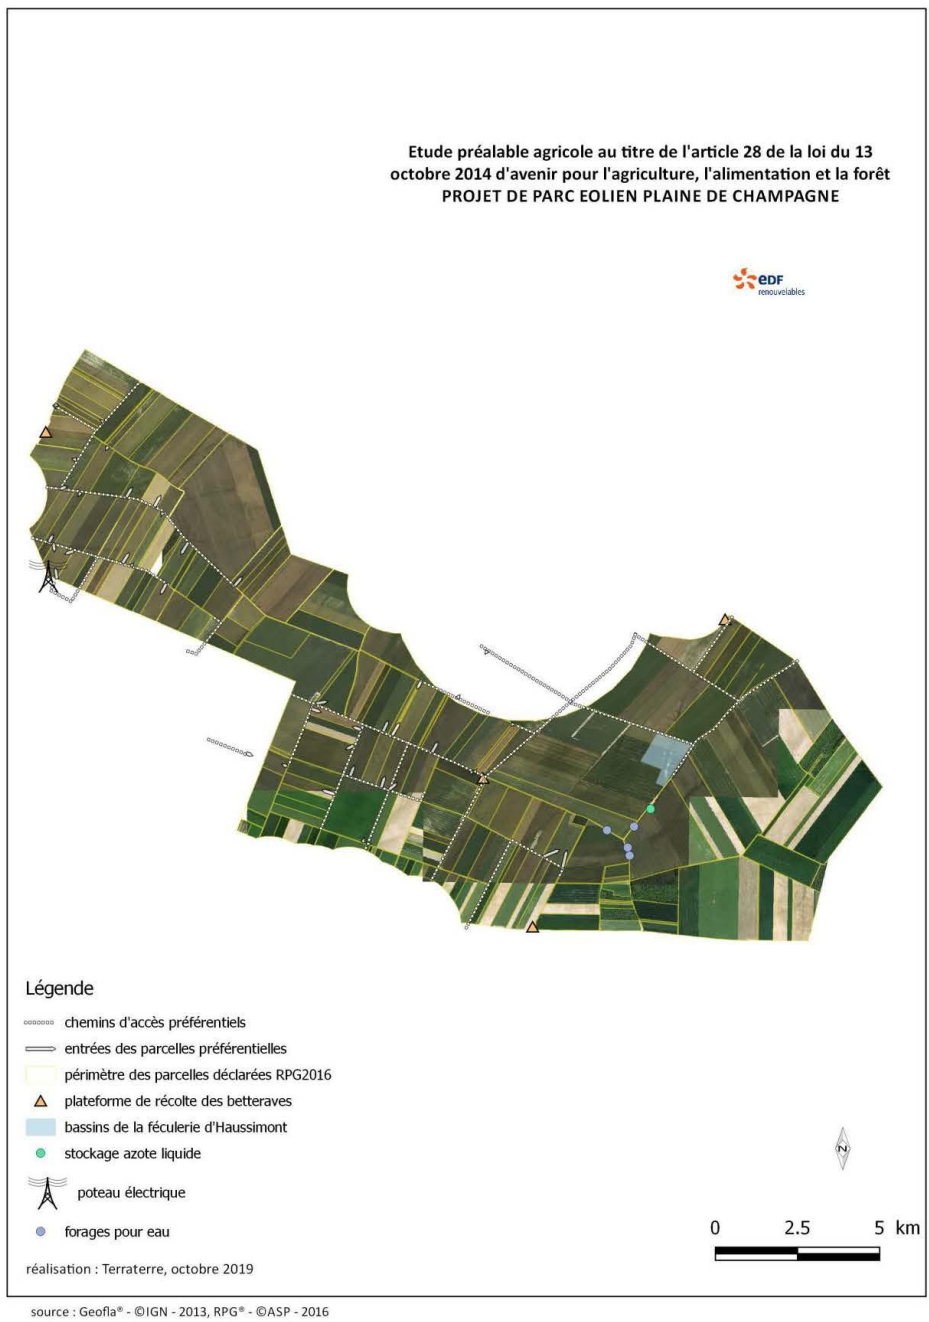 Etude préalable agricole au titre de l'article 28 de la loi du 13
octobre 2014 d'avenir pour l'agriculture, l'alimentation et la forêt
PROJET DE PARC EOLIEN PLAINE DE CHAMPAGNE
eDF
renouvelables
Légende
chemins d'accès préférentiels
entrées des parcelles préférentielles
périmètre des parcelles déclarées RPG2016
plateforme de récolte des betteraves
bassins de la féculerie d'Haussimont
stockage azote liquide
poteau électrique
forages pour eau
N
0 2.5 5 km
réalisation : Terraterre, octobre 2019
source : Geofla® - ©IGN - 2013, RPG® - ©ASP - 2016